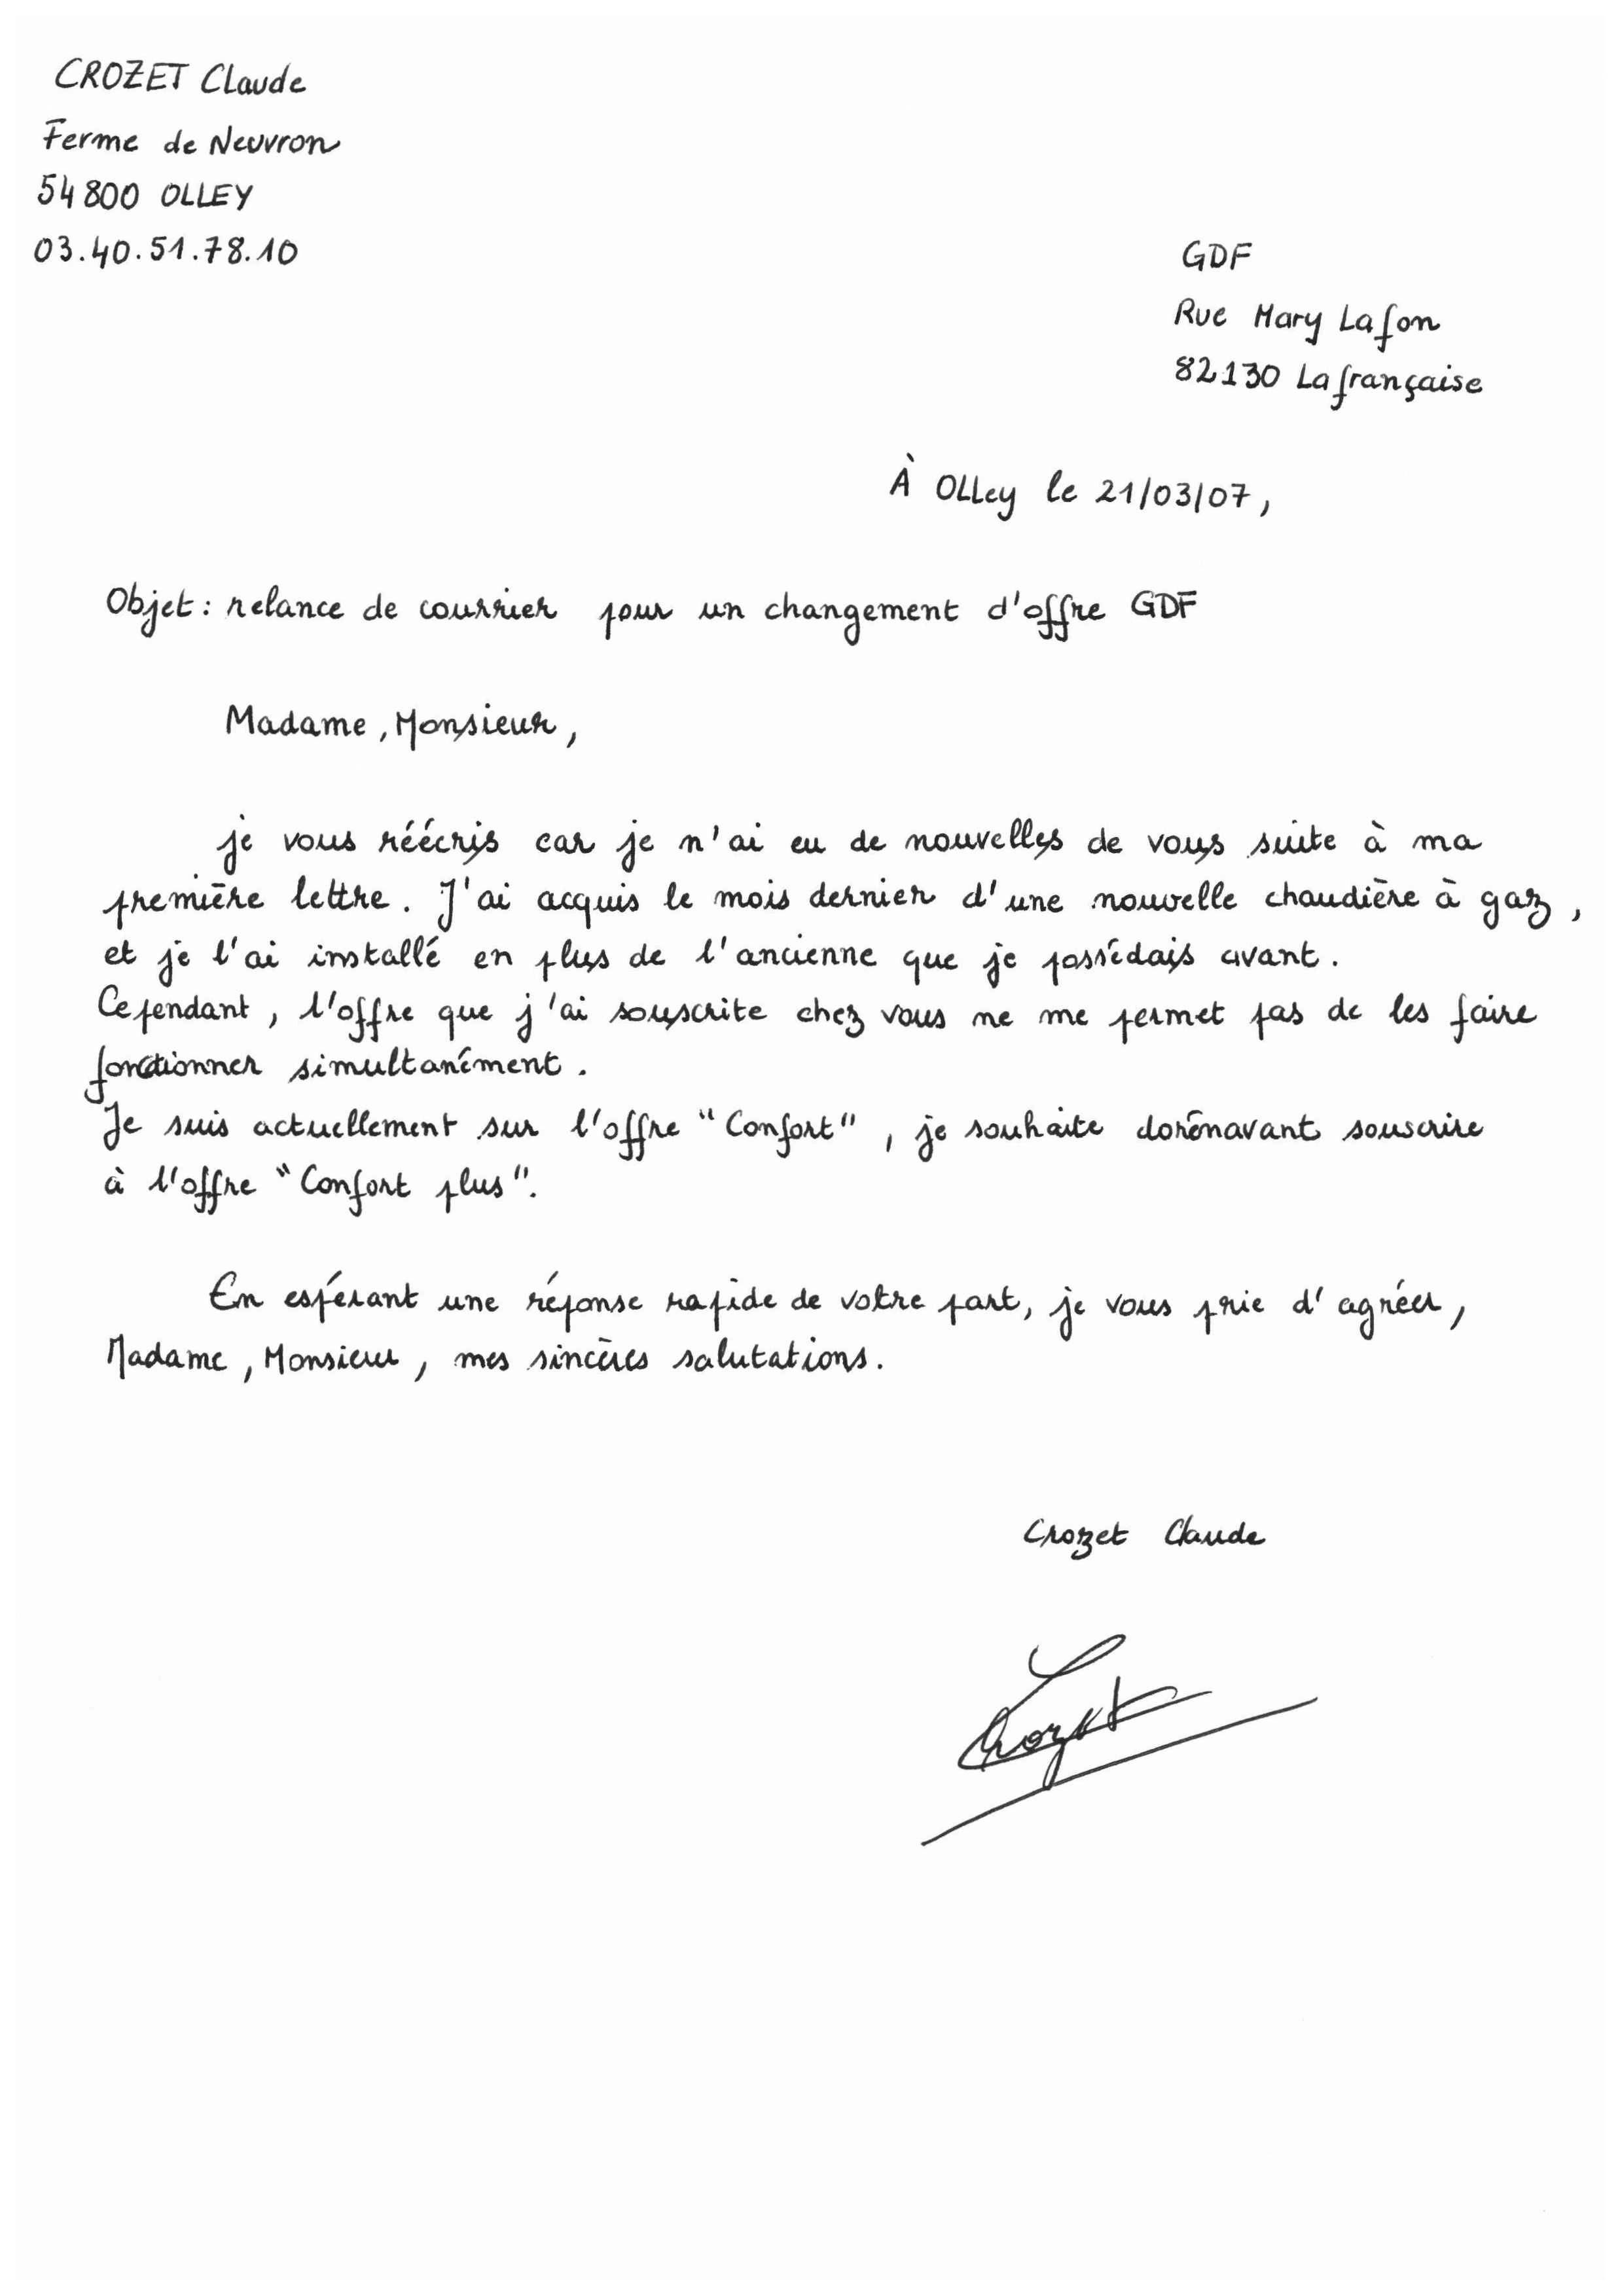 CROZET Claude
Ferme de Neuvron
54800 OLLEY
03.40.51.78.10
GDF
Rue Mary Lafon
82130 Lafrançaise
À Olley le 21/03/07,
Objet : relance de courrier pour un changement d'offre GDF
Madame, Monsieur,
je vous réécris car je n'ai eu de nouvelles de vous suite à ma
première lettre. J'ai acquis le mois dernier d'une nouvelle chaudière à gaz,
et je l'ai installé en plus de l'ancienne que je possédais avant.
Cependant, l'offre que j'ai souscrite chez vous ne me permet pas de les faire
fonctionner simultanément.
Je suis actuellement sur l'offre "Confort", je souhaite dorénavant souscrire
à l'offre "Confort plus".
En espérant une réponse rapide de votre part, je vous prie d'agréer,
Madame, Monsieur, mes sincères salutations.
Crozet Claude
Crozet